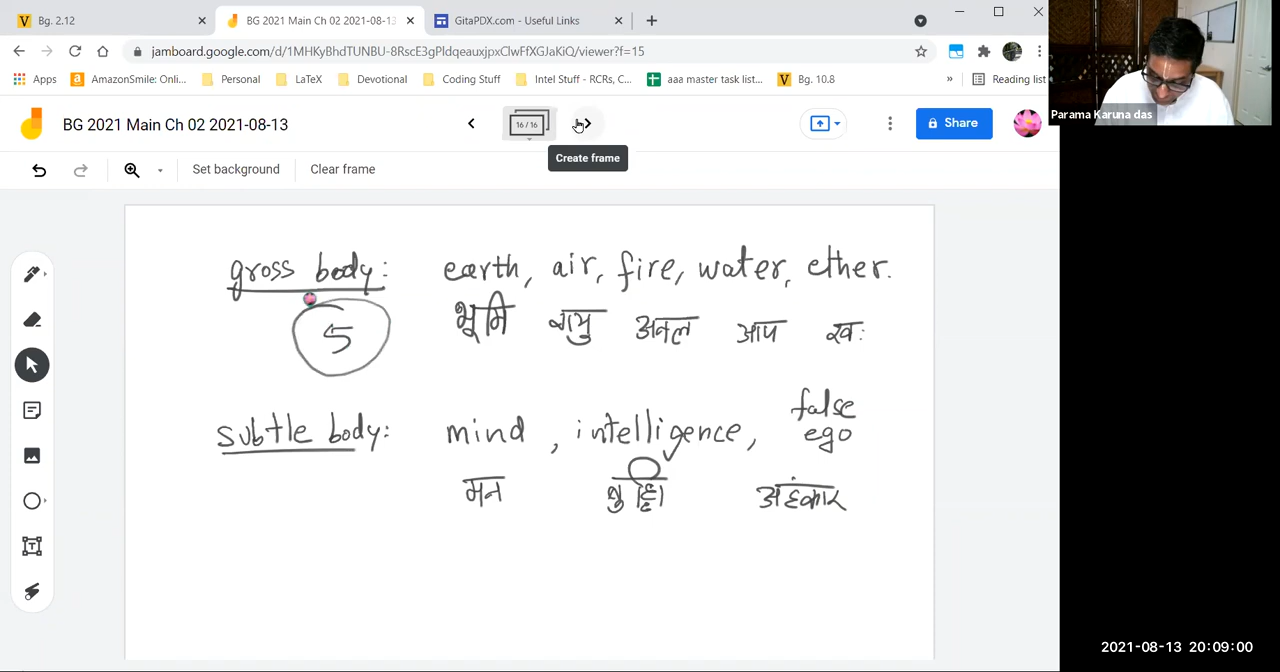 Bg. 2.12
BG 2021 Main Ch 02 2021-08-13
GitaPDX.com - Useful Links
jamboard.google.com/d/1MHKyBhdTUNBU-8RscE3gPldqeauxjpxClwFfXGJaKiQ/viewer?f=15
Apps AmazonSmile: Onli... Personal LaTeX Devotional Coding Stuff Intel Stuff - RCRs, C... aaa master task list... Bg. 10.8 » Reading list
Parama Karuna das
BG 2021 Main Ch 02 2021-08-13
16 / 16
Share
Create frame
Set background Clear frame
gross body: earth, air, fire, water, ether.
भूमि वायु अनल आप खः
5
subtle body: mind, intelligence, false ego
मन बुद्धि अहंकार
2021-08-13 20:09:00